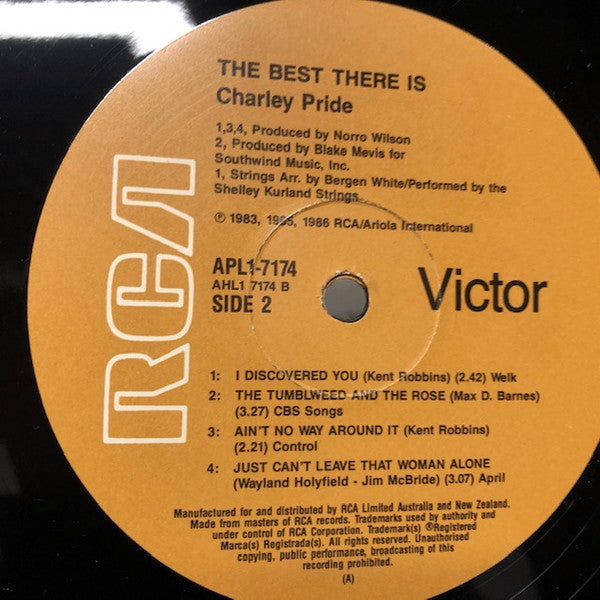 THE BEST THERE IS
Charley Pride
1,3,4, Produced by Norro Wilson
2, Produced by Blake Mevis for
Southwind Music, Inc.
1, Strings Arr. by Bergen White/Performed by the
Shelley Kurland Strings
℗ 1983, 1985, 1986 RCA/Ariola International
RCA
APL1-7174
AHL1 7174 B
SIDE 2
Victor
1: I DISCOVERED YOU (Kent Robbins) (2.42) Welk
2: THE TUMBLWEED AND THE ROSE (Max D. Barnes)
(3.27) CBS Songs
3: AIN'T NO WAY AROUND IT (Kent Robbins)
(2.21) Control
4: JUST CAN'T LEAVE THAT WOMAN ALONE
(Wayland Holyfield - Jim McBride) (3.07) April
Manufactured for and distributed by RCA Limited Australia and New Zealand.
Made from masters of RCA records. Trademarks used by authority and
under control of RCA Corporation. Trademark(s) ®Registered
Marca(s) Registrada(s). All rights reserved. Unauthorised
copying, public performance, broadcasting of this
recording prohibited.
(A)